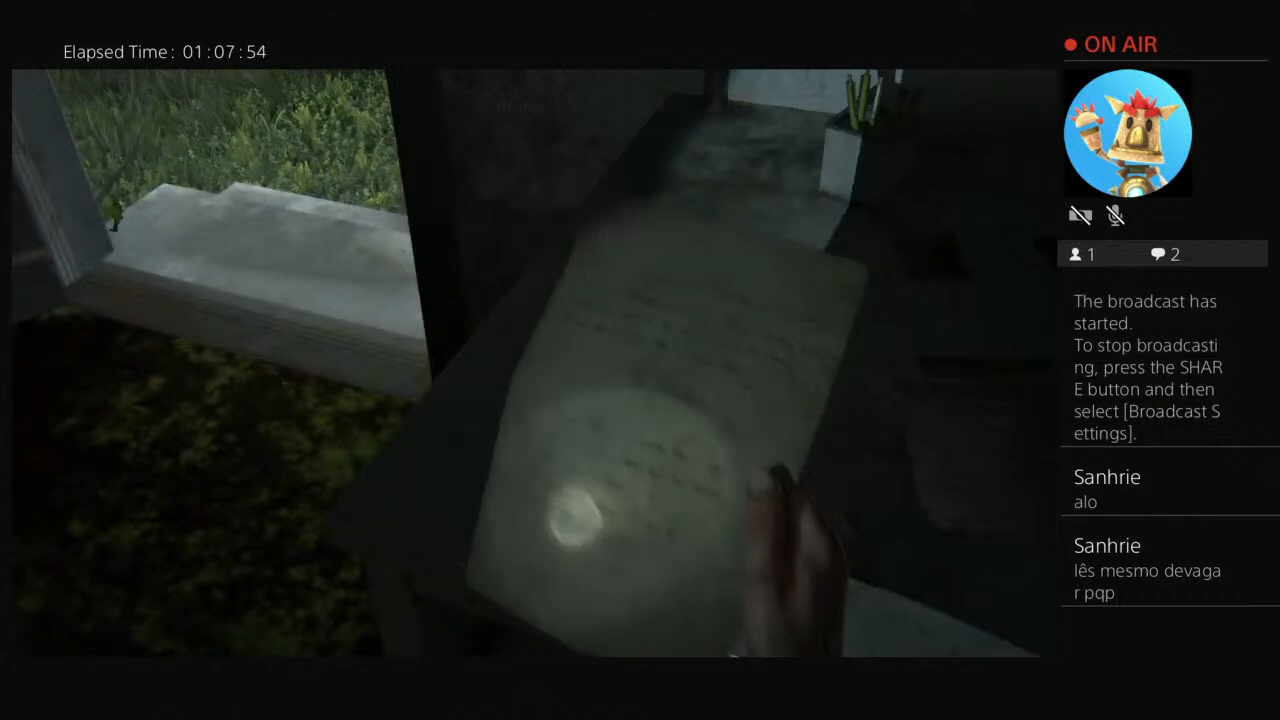 Elapsed Time: 01:07:54
ON AIR
1
2
The broadcast has
started.
To stop broadcasti
ng, press the SHAR
E button and then
select [Broadcast S
ettings].
Sanhrie
alo
Sanhrie
lês mesmo devaga
r pqp